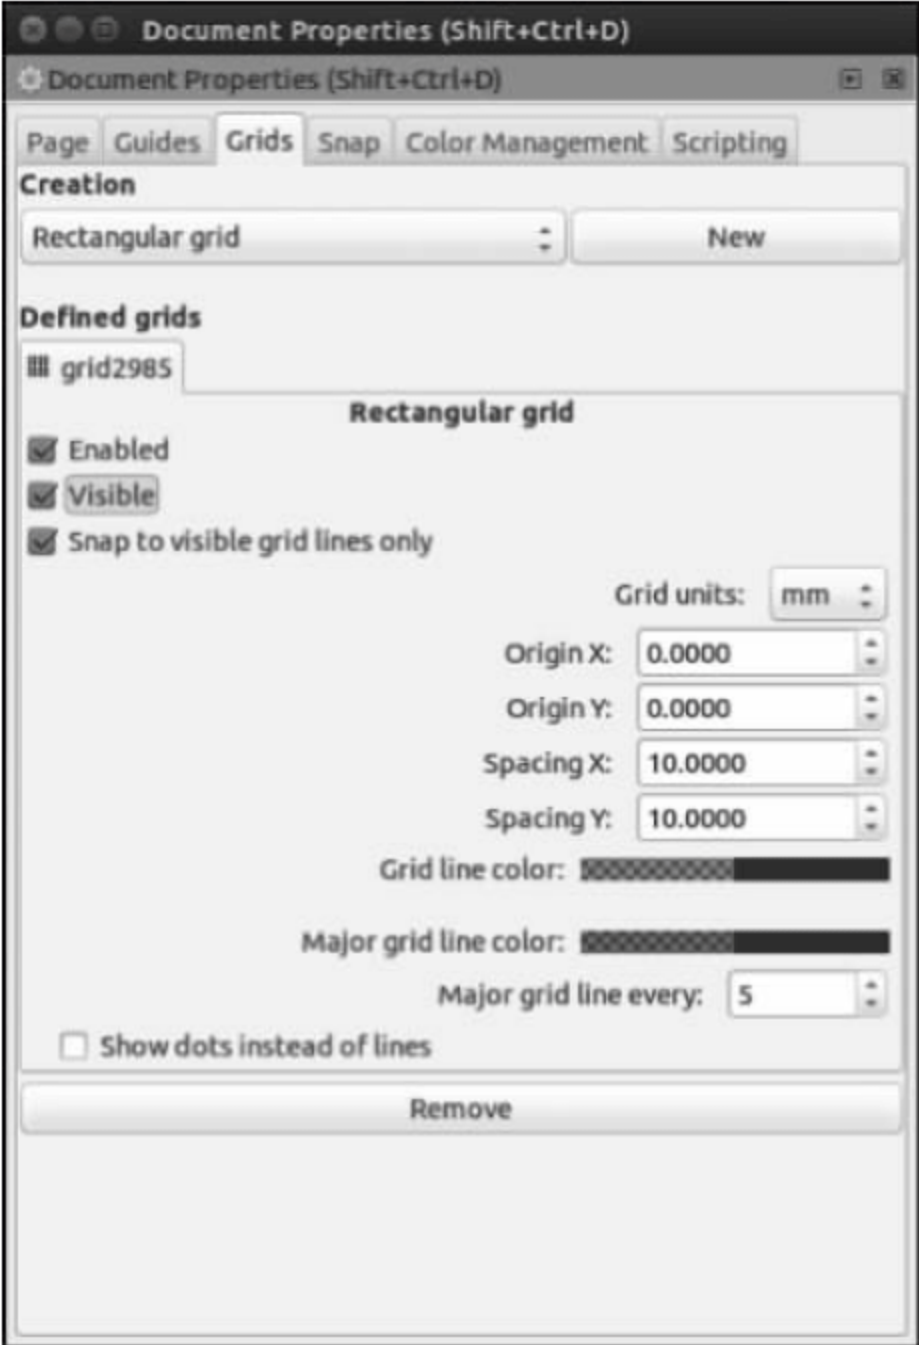 Document Properties (Shift+Ctrl+D)
Document Properties (Shift+Ctrl+D)
Page Guides Grids Snap Color Management Scripting
Creation
Rectangular grid New
Defined grids
grid2985
Rectangular grid
Enabled
Visible
Snap to visible grid lines only
Grid units: mm
Origin X: 0.0000
Origin Y: 0.0000
Spacing X: 10.0000
Spacing Y: 10.0000
Grid line color:
Major grid line color:
Major grid line every: 5
Show dots instead of lines
Remove